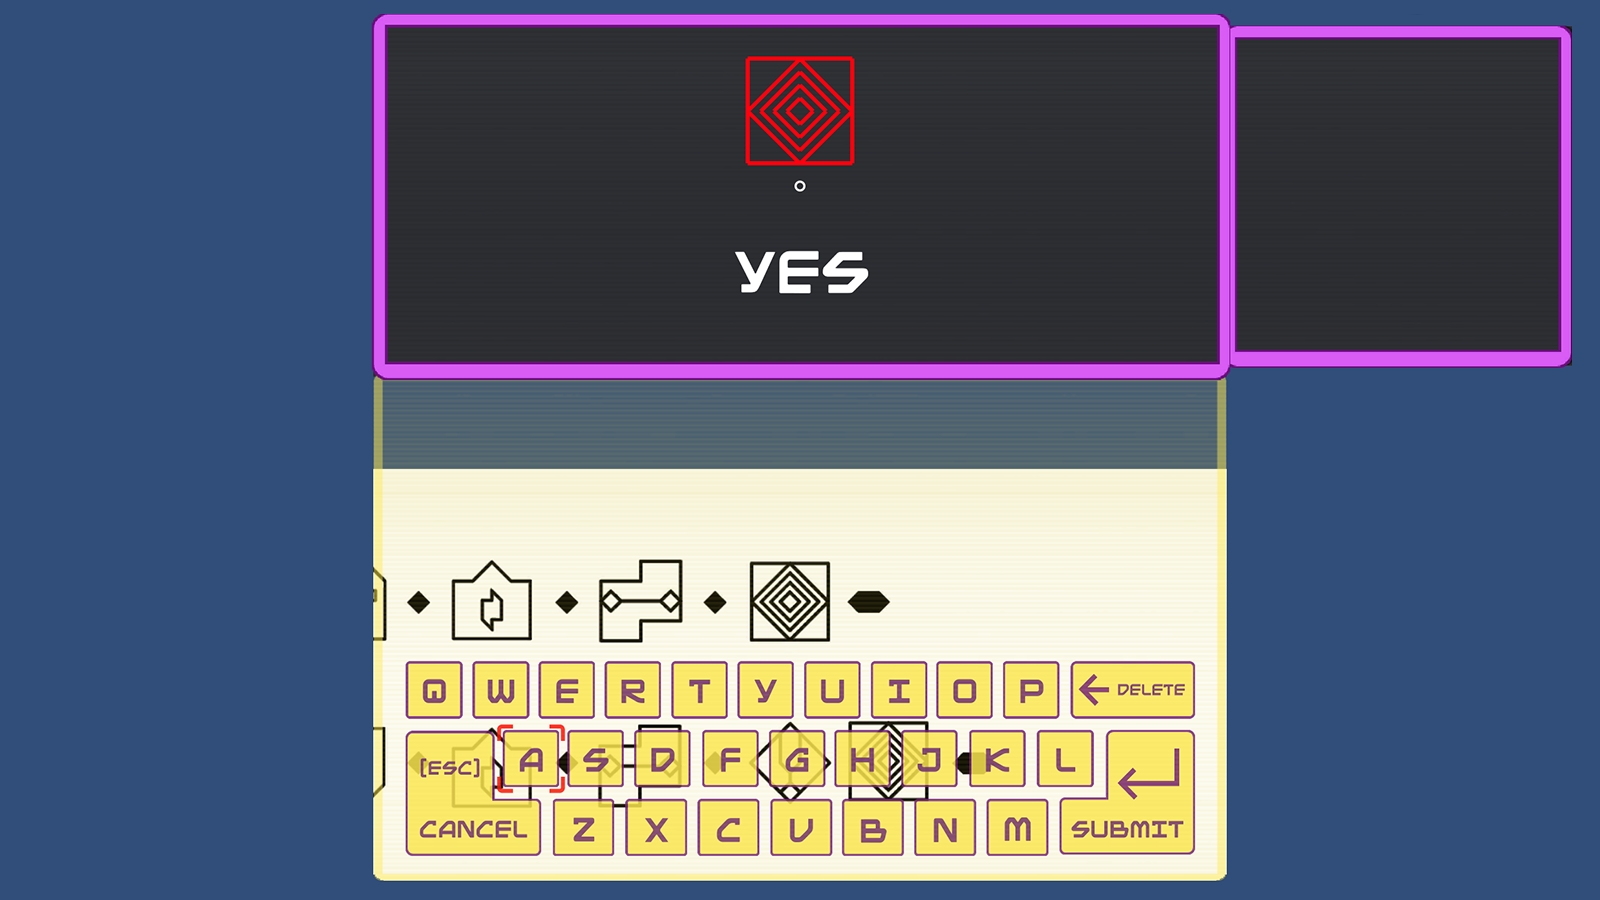 YES
Q W E R T Y U I O P ← DELETE
[ESC] A S D F G H J K L
CANCEL Z X C V B N M SUBMIT